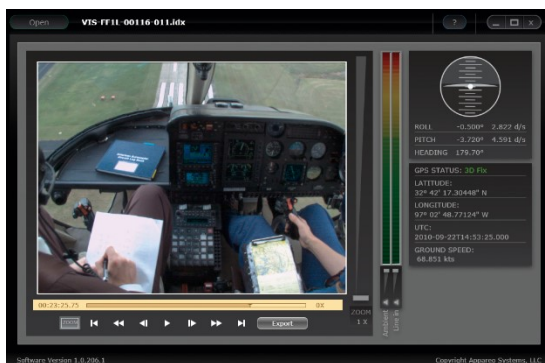 Open VIS-FF1L-00116-011.idx ? x
ROLL -0.500° 2.822 d/s
PITCH -3.720° 4.591 d/s
HEADING 179.70°
GPS STATUS: 3D Fix
LATITUDE:
32° 42' 17.30448" N
LONGITUDE:
97° 02' 48.77124" W
UTC:
2010-09-22T14:53:25.000
GROUND SPEED:
68.851 kts
00:23:25.75 0X
ZOOM
1 X
Ambient
Line in
Export
Software Version 1.0.206.1 Copyright Appareo Systems, LLC